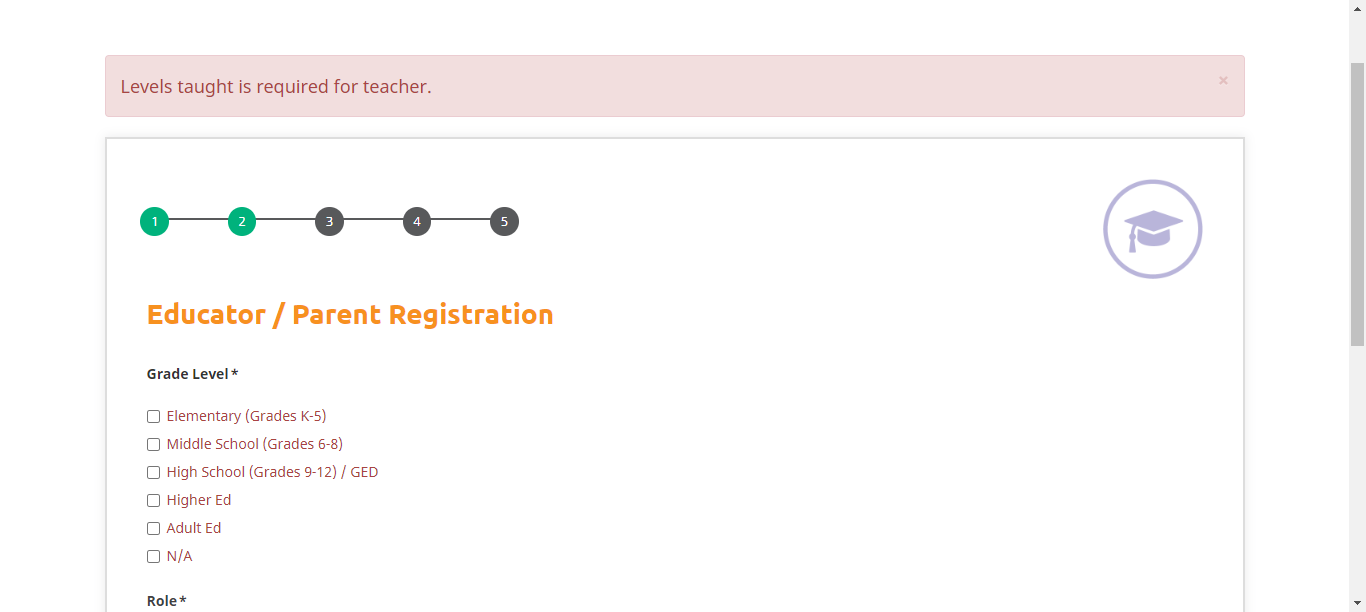 Levels taught is required for teacher.
×
1 2 3 4 5
Educator / Parent Registration
Grade Level*
Elementary (Grades K-5)
Middle School (Grades 6-8)
High School (Grades 9-12) / GED
Higher Ed
Adult Ed
N/A
Role*